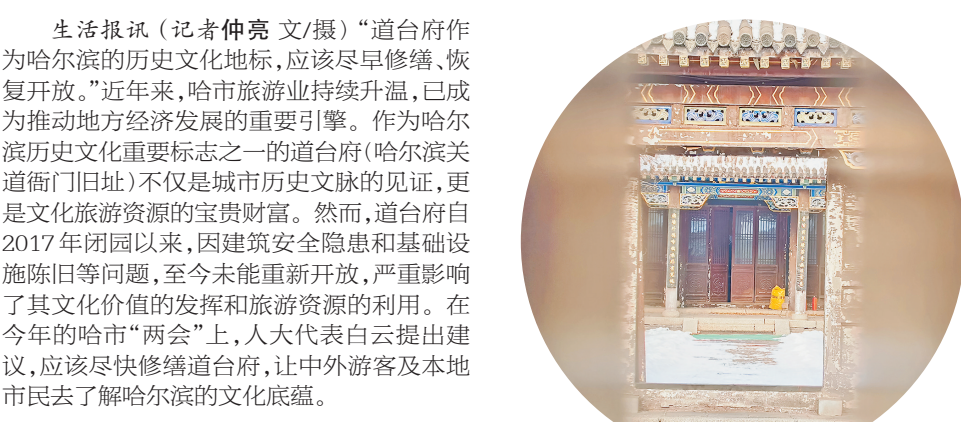 生活报讯（记者仲亮 文/摄）“道台府作
为哈尔滨的历史文化地标，应该尽早修缮、恢
复开放。”近年来，哈市旅游业持续升温，已成
为推动地方经济发展的重要引擎。作为哈尔
滨历史文化重要标志之一的道台府（哈尔滨关
道衙门旧址）不仅是城市历史文脉的见证，更
是文化旅游资源的宝贵财富。然而，道台府自
2017年闭园以来，因建筑安全隐患和基础设
施陈旧等问题，至今未能重新开放，严重影响
了其文化价值的发挥和旅游资源的利用。在
今年的哈市“两会”上，人大代表白云提出建
议，应该尽快修缮道台府，让中外游客及本地
市民去了解哈尔滨的文化底蕴。